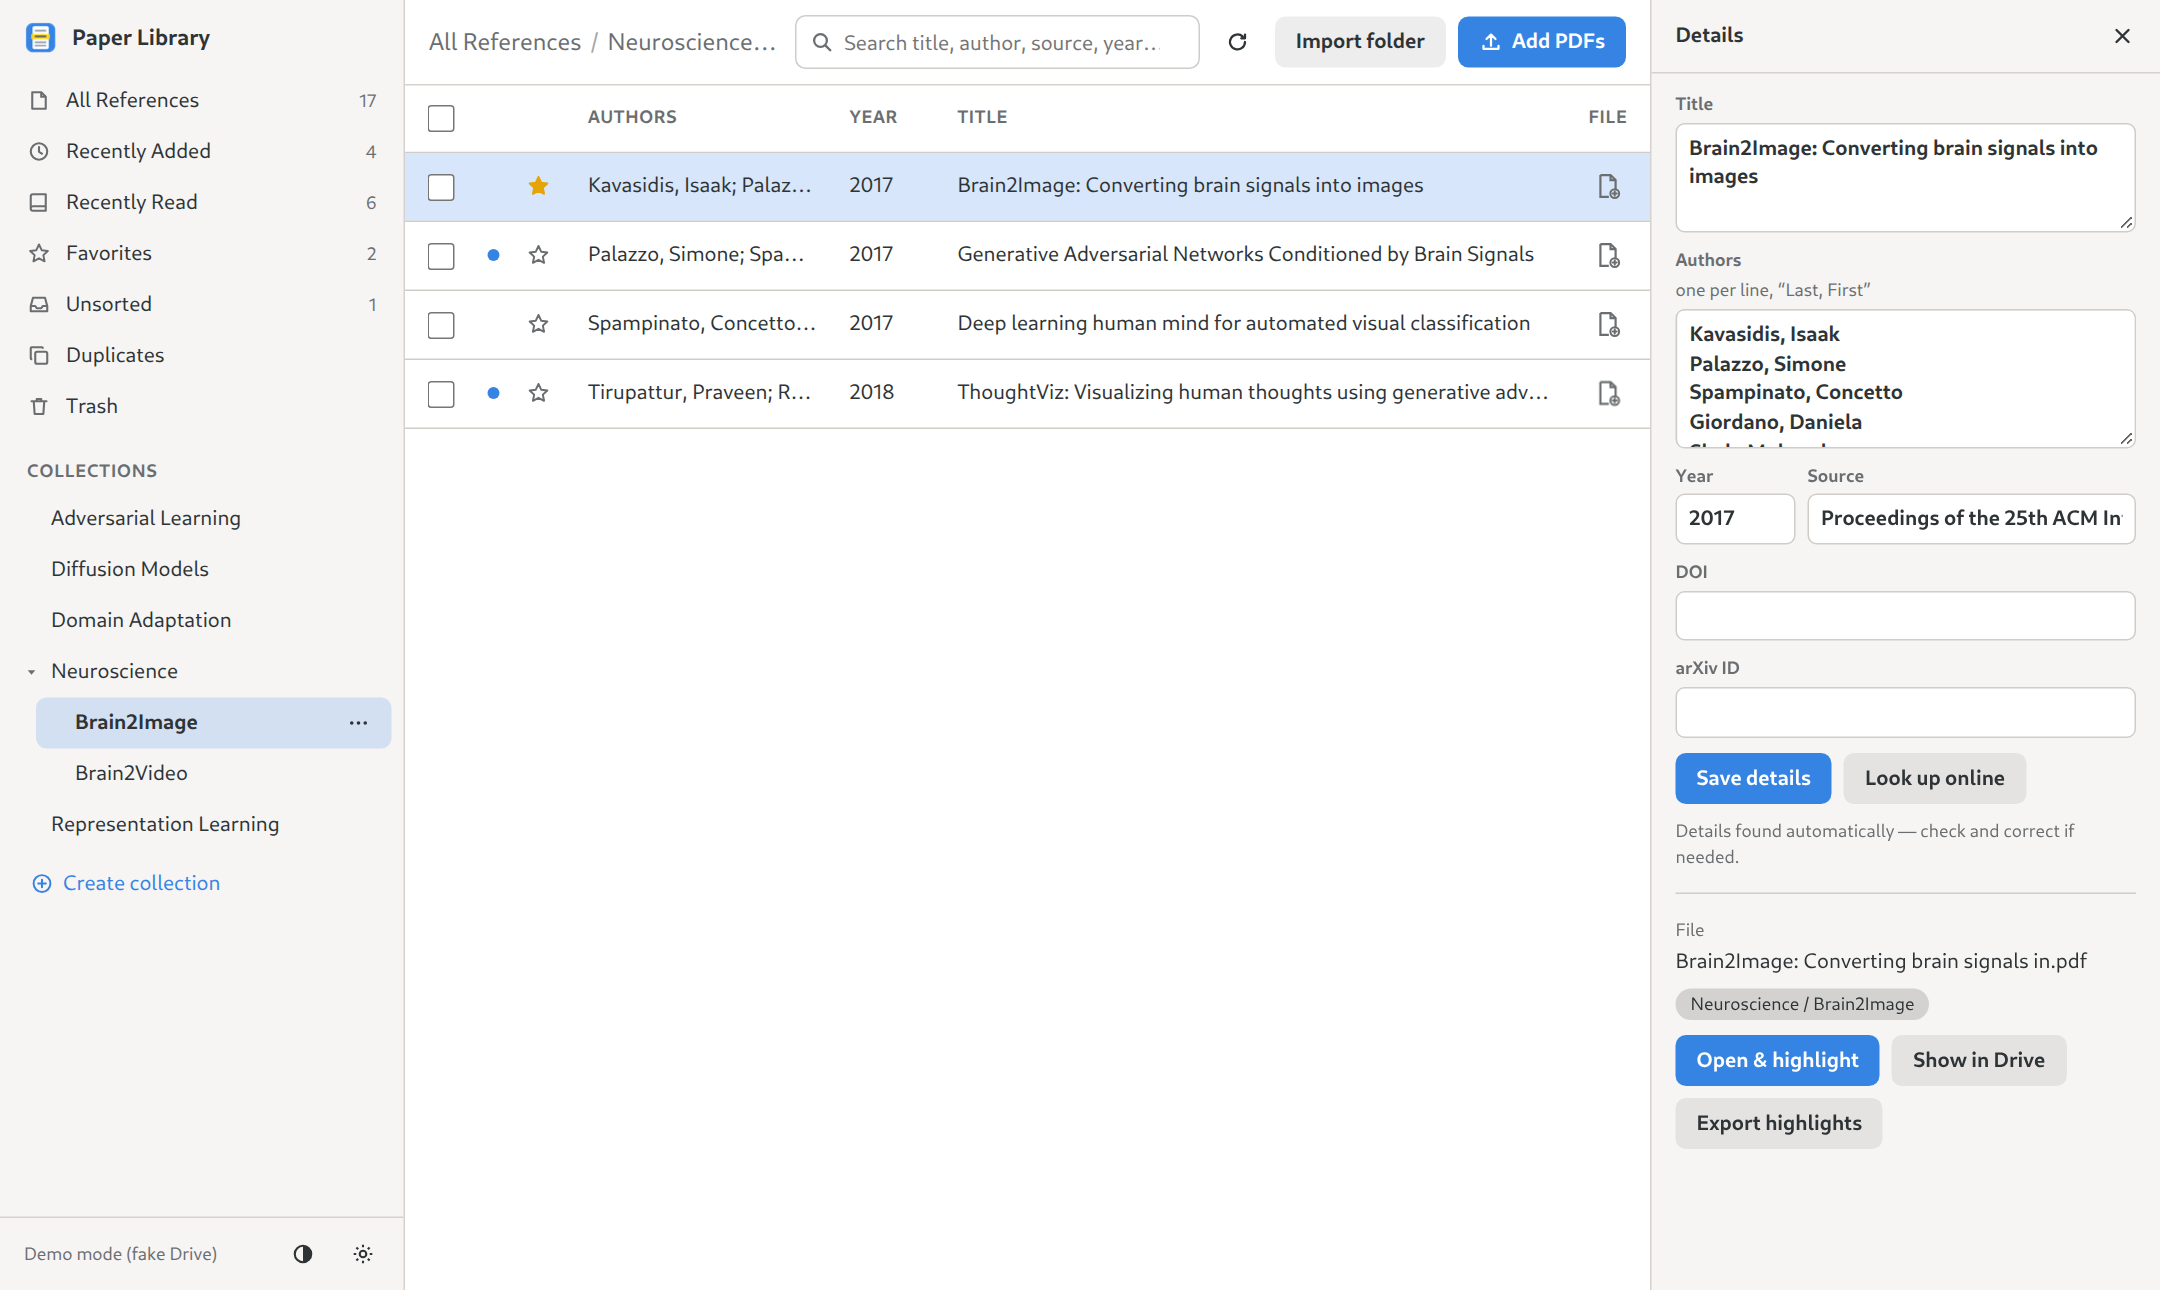 Paper Library
All References 17
Recently Added 4
Recently Read 6
Favorites 2
Unsorted 1
Duplicates
Trash
COLLECTIONS
Adversarial Learning
Diffusion Models
Domain Adaptation
Neuroscience
Brain2Image
Brain2Video
Representation Learning
Create collection
Demo mode (fake Drive)
All References / Neuroscience...
Search title, author, source, year...
Import folder
Add PDFs
AUTHORS YEAR TITLE FILE
Kavasidis, Isaak; Palaz... 2017 Brain2Image: Converting brain signals into images
Palazzo, Simone; Spa... 2017 Generative Adversarial Networks Conditioned by Brain Signals
Spampinato, Concetto... 2017 Deep learning human mind for automated visual classification
Tirupattur, Praveen; R... 2018 ThoughtViz: Visualizing human thoughts using generative adv...
Details
Title
Brain2Image: Converting brain signals into
images
Authors
one per line, “Last, First”
Kavasidis, Isaak
Palazzo, Simone
Spampinato, Concetto
Giordano, Daniela
Year Source
2017 Proceedings of the 25th ACM In
DOI
arXiv ID
Save details
Look up online
Details found automatically — check and correct if
needed.
File
Brain2Image: Converting brain signals in.pdf
Neuroscience / Brain2Image
Open & highlight
Show in Drive
Export highlights